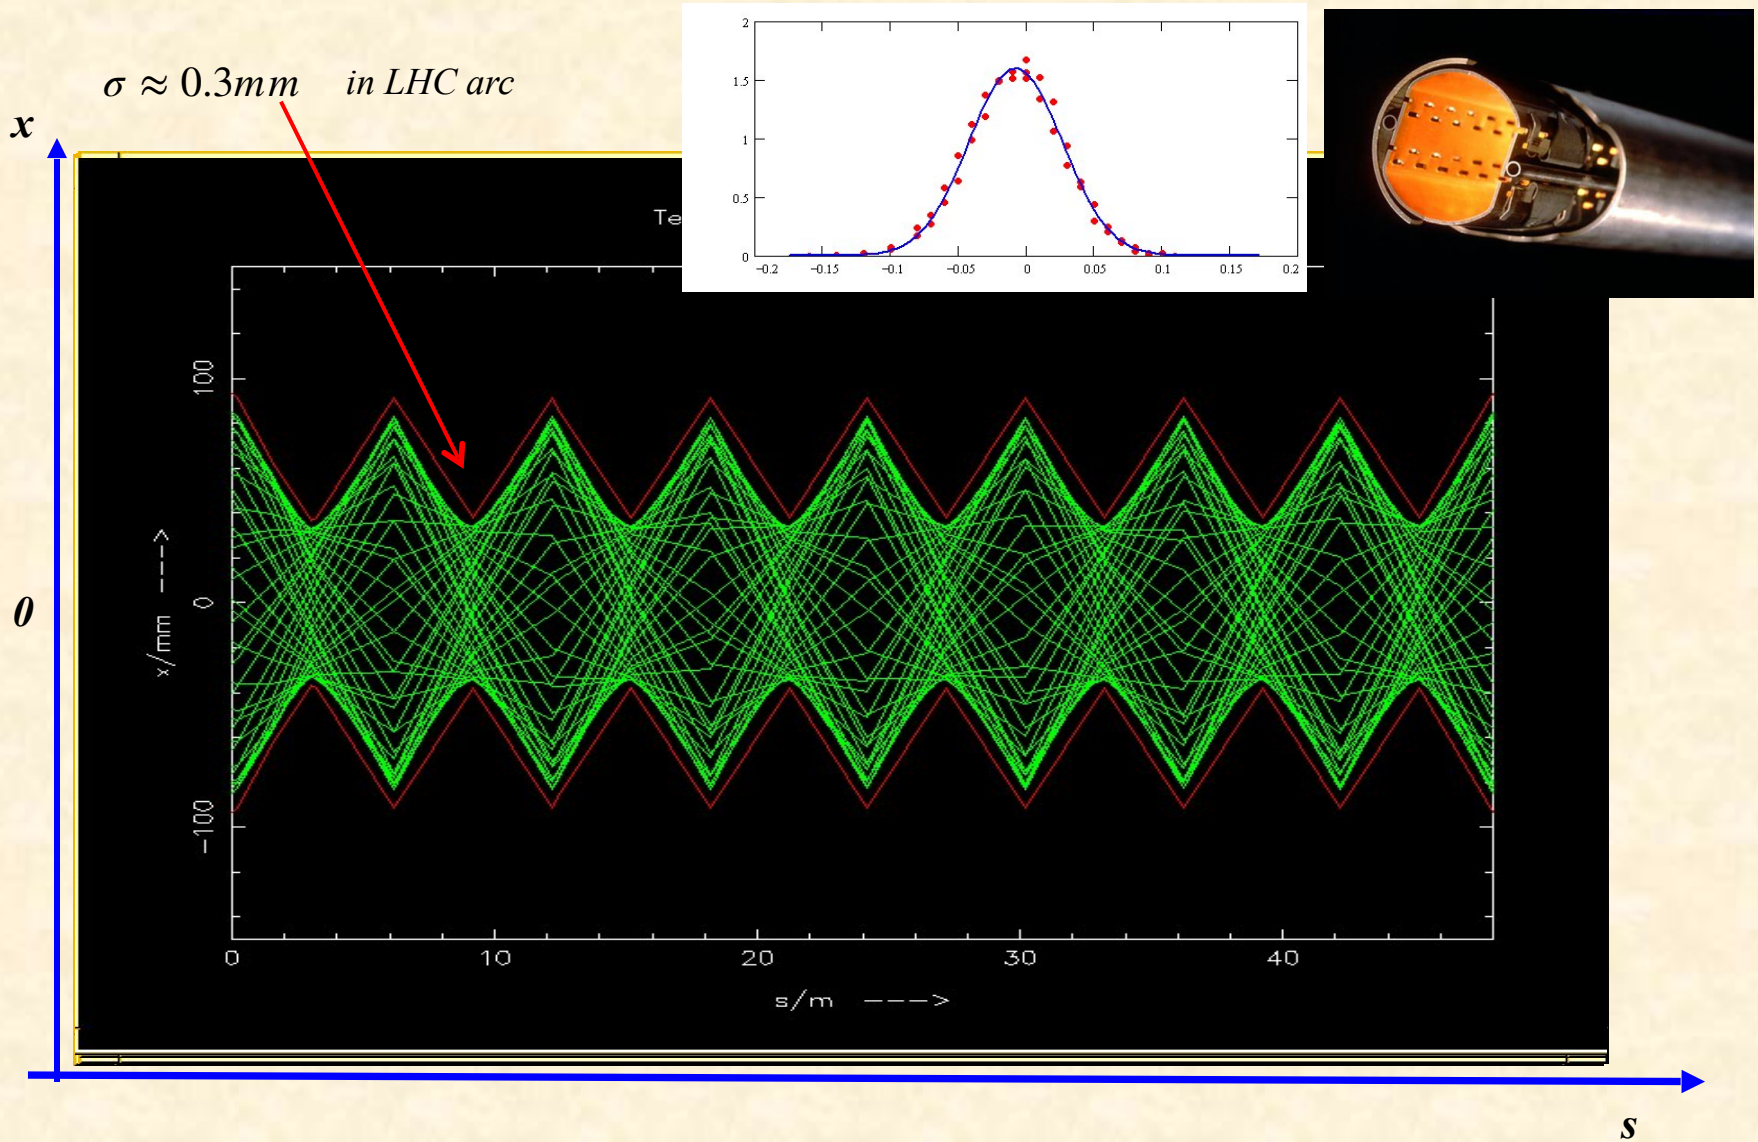 σ ≈ 0.3mm in LHC arc
x
2
1.5
1
0.5
0
−0.2 −0.15 −0.1 −0.05 0 0.05 0.1 0.15 0.2
Te
100
0
−100
x/mm ---->
0
0 10 20 30 40
s/m ---->
s